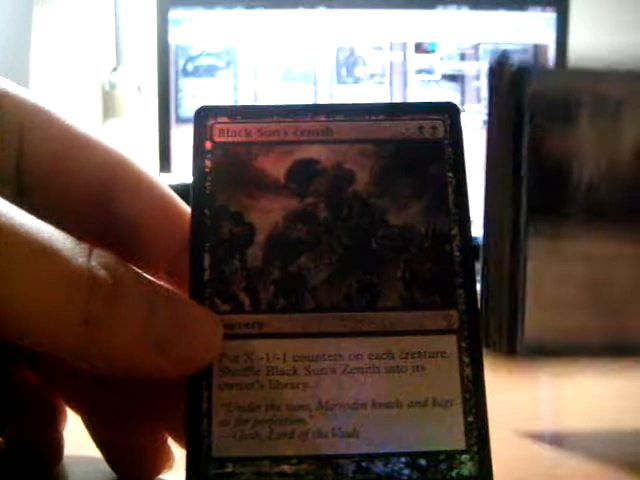 Black Sun's Zenith
Sorcery
Put X -1/-1 counters on each creature.
Shuffle Black Sun's Zenith into its
owner's library.
"Under the suns, Mirrodin kneels and begs
us for perfection."
—Geth, Lord of the Vault